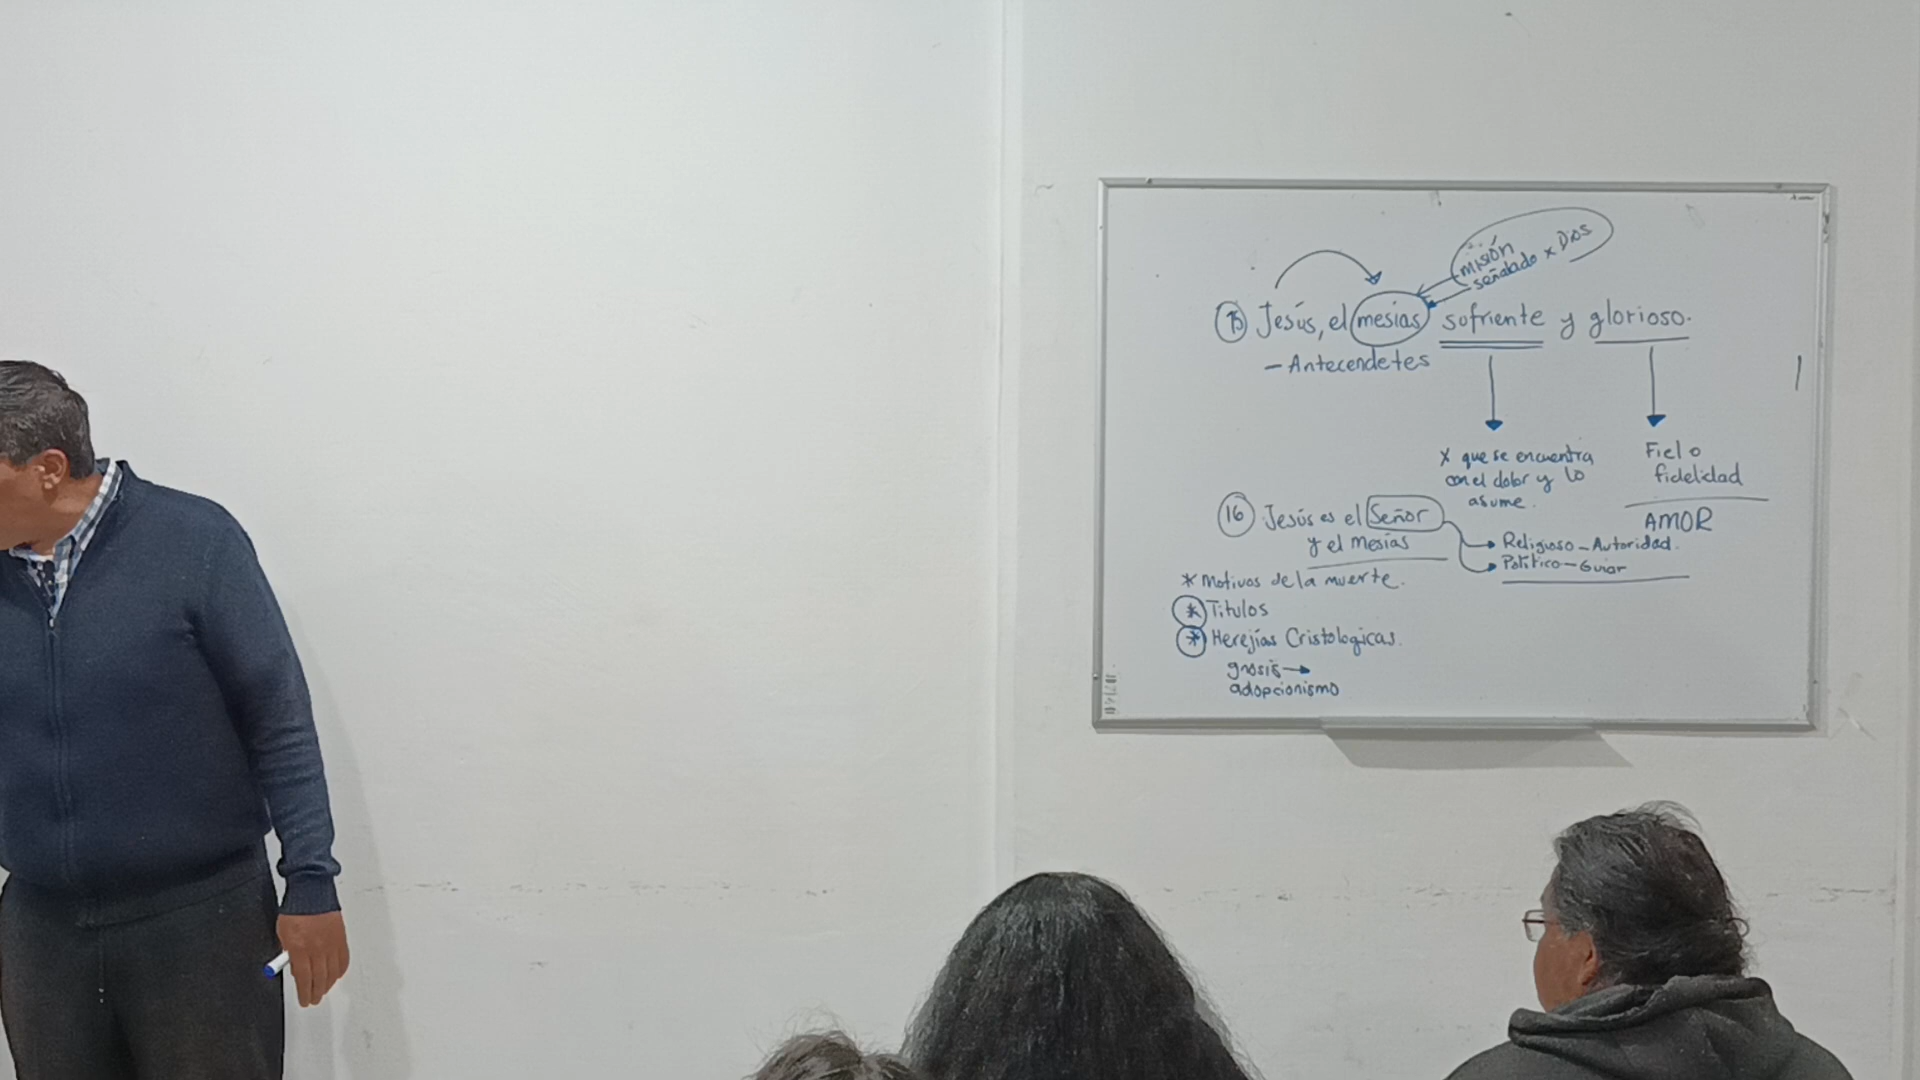 misión
señalado x Dios
15 Jesús, el mesías sofriente y glorioso.
- Antecendetes
x que se encuentra
con el dolor y lo
asume.
Fiel o
fidelidad
AMOR
16 Jesús es el Señor
y el mesías
Religioso - Autoridad.
Político - Guiar
* Motivos de la muerte.
* Titulos
* Herejías Cristologicas.
gnosis →
adopcionismo